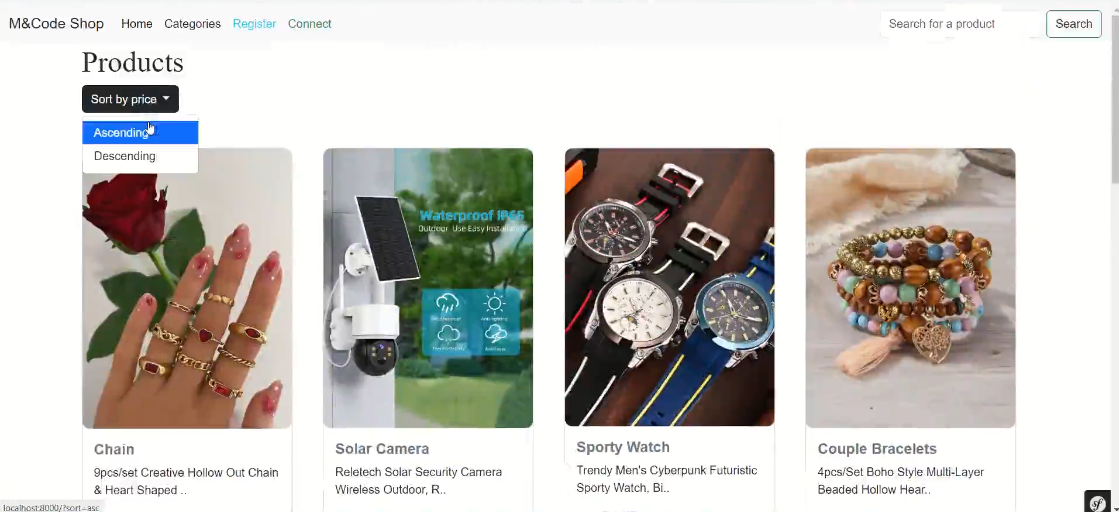 M&Code Shop Home Categories Register Connect Search for a product Search
Products
Sort by price
Ascending
Descending
Waterproof IP66
Outdoor Use Easy Installation
Chain
9pcs/set Creative Hollow Out Chain
& Heart Shaped ..
Solar Camera
Reletech Solar Security Camera
Wireless Outdoor, R..
Sporty Watch
Trendy Men's Cyberpunk Futuristic
Sporty Watch, Bi..
Couple Bracelets
4pcs/Set Boho Style Multi-Layer
Beaded Hollow Hear..
localhost:8000/?sort=asc